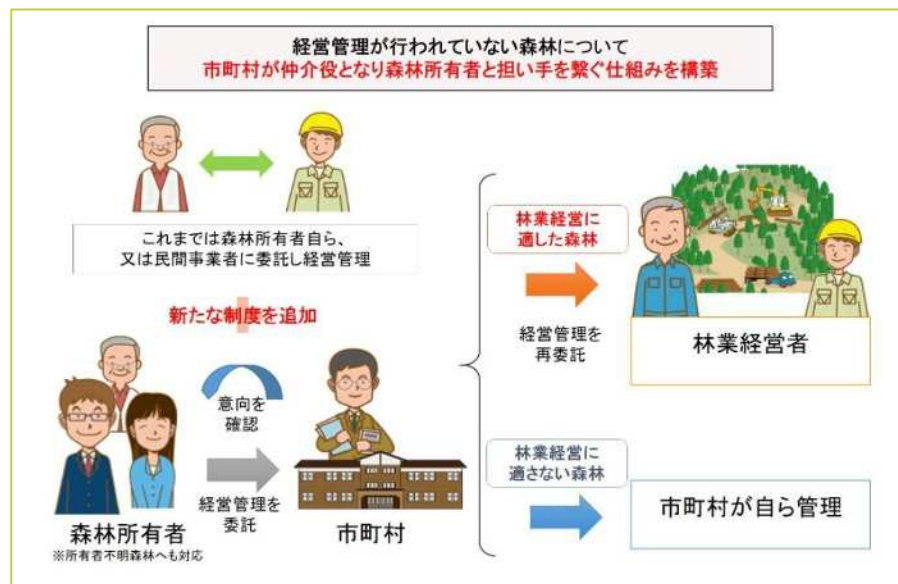 経営管理が行われていない森林について
市町村が仲介役となり森林所有者と担い手を繋ぐ仕組みを構築
これまでは森林所有者自ら、
又は民間事業者に委託し経営管理
新たな制度を追加
意向を
確認
経営管理を
委託
森林所有者
※所有者不明森林へも対応
市町村
林業経営に
適した森林
経営管理を
再委託
林業経営者
林業経営に
適さない森林
市町村が自ら管理